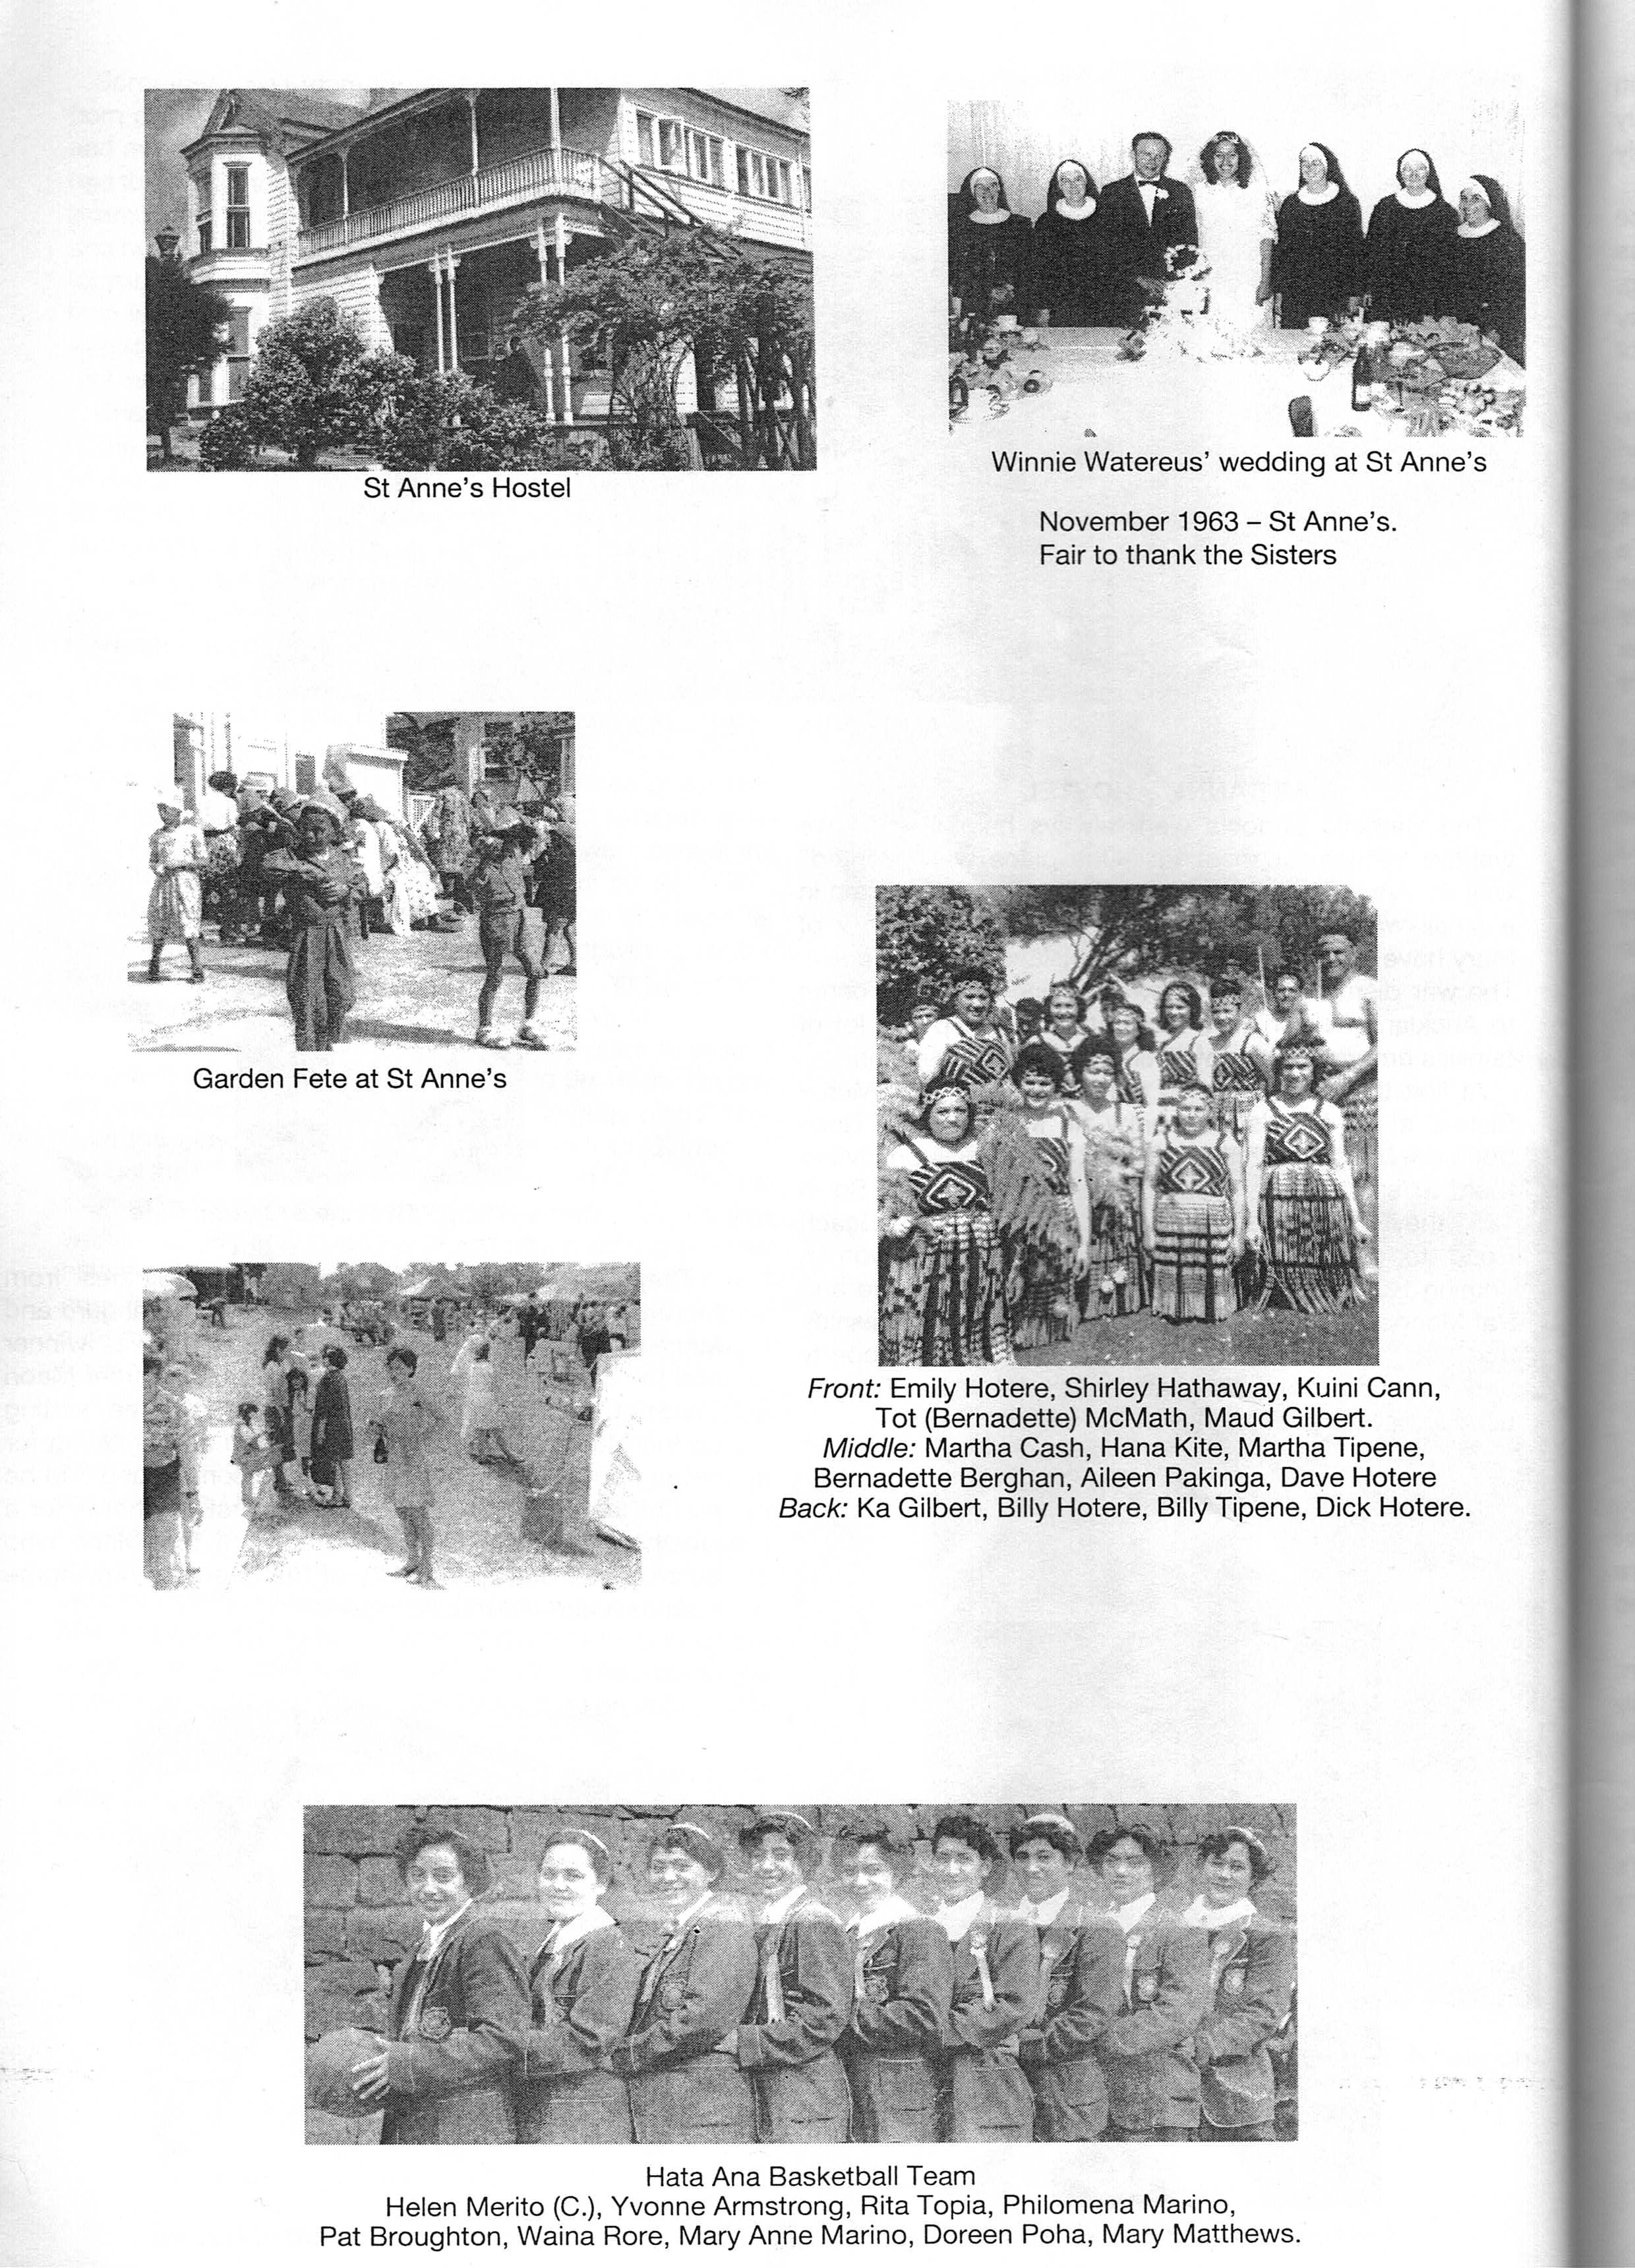 St Anne's Hostel
Winnie Watereus' wedding at St Anne's
November 1963 – St Anne's.
Fair to thank the Sisters
Garden Fete at St Anne's
Front: Emily Hotere, Shirley Hathaway, Kuini Cann,
Tot (Bernadette) McMath, Maud Gilbert.
Middle: Martha Cash, Hana Kite, Martha Tipene,
Bernadette Berghan, Aileen Pakinga, Dave Hotere
Back: Ka Gilbert, Billy Hotere, Billy Tipene, Dick Hotere.
Hata Ana Basketball Team
Helen Merito (C.), Yvonne Armstrong, Rita Topia, Philomena Marino,
Pat Broughton, Waina Rore, Mary Anne Marino, Doreen Poha, Mary Matthews.